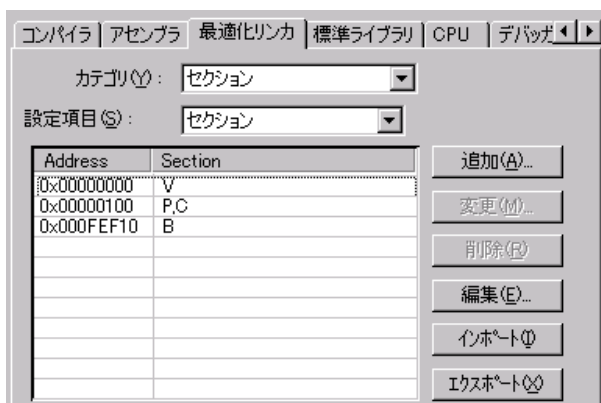 コンパイラ アセンブラ 最適化リンカ 標準ライブラリ CPU デバッガ
カテゴリ(Y) : セクション
設定項目(S) : セクション
Address Section
0x00000000 V
0x00000100 P,C
0x000FEF10 B
追加(A)...
変更(M)...
削除(R)
編集(E)...
インポート(I)
エクスポート(X)